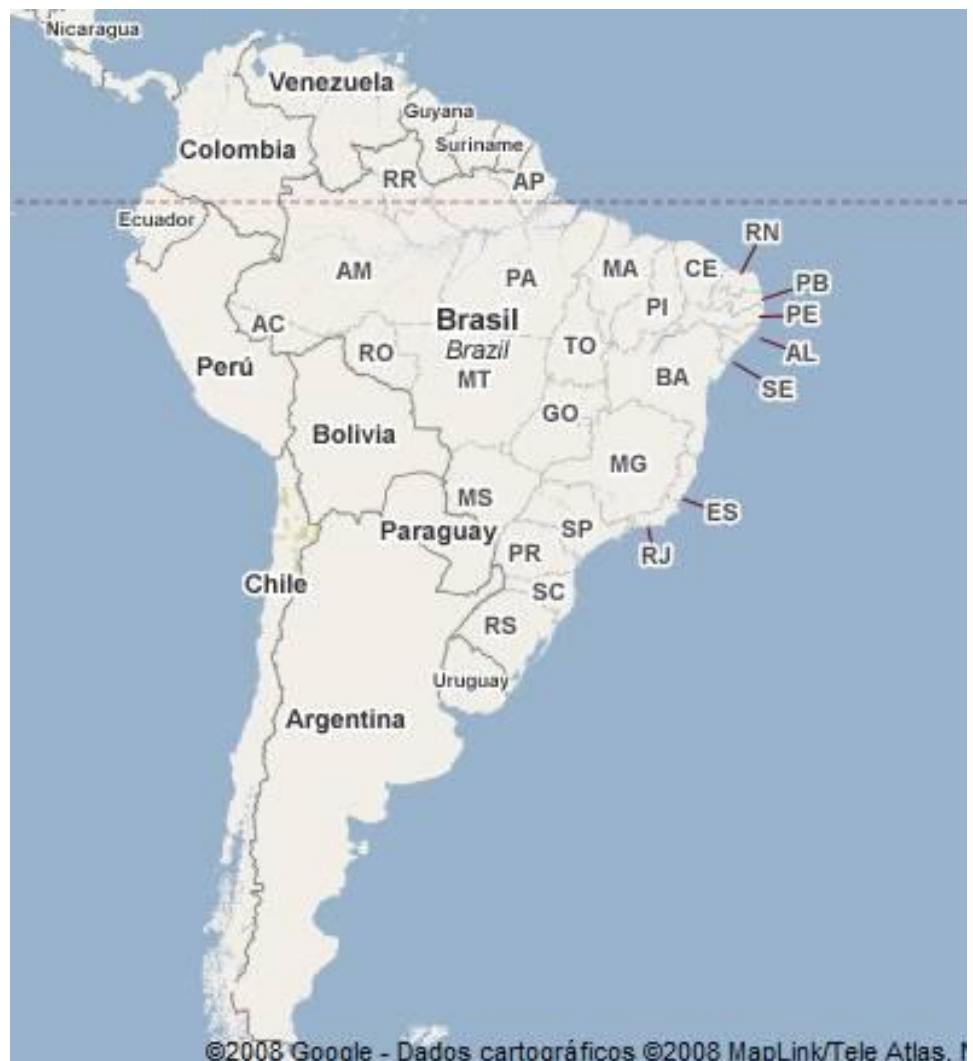 Nicaragua
Venezuela
Guyana
Suriname
Colombia
RR
AP
Ecuador
RN
AM
PA
MA
CE
PB
PI
PE
Brasil
Brazil
AC
RO
TO
AL
Perú
MT
BA
SE
GO
Bolivia
MG
MS
ES
Paraguay
SP
PR
RJ
Chile
SC
RS
Uruguay
Argentina
©2008 Google - Dados cartográficos ©2008 MapLink/Tele Atlas,